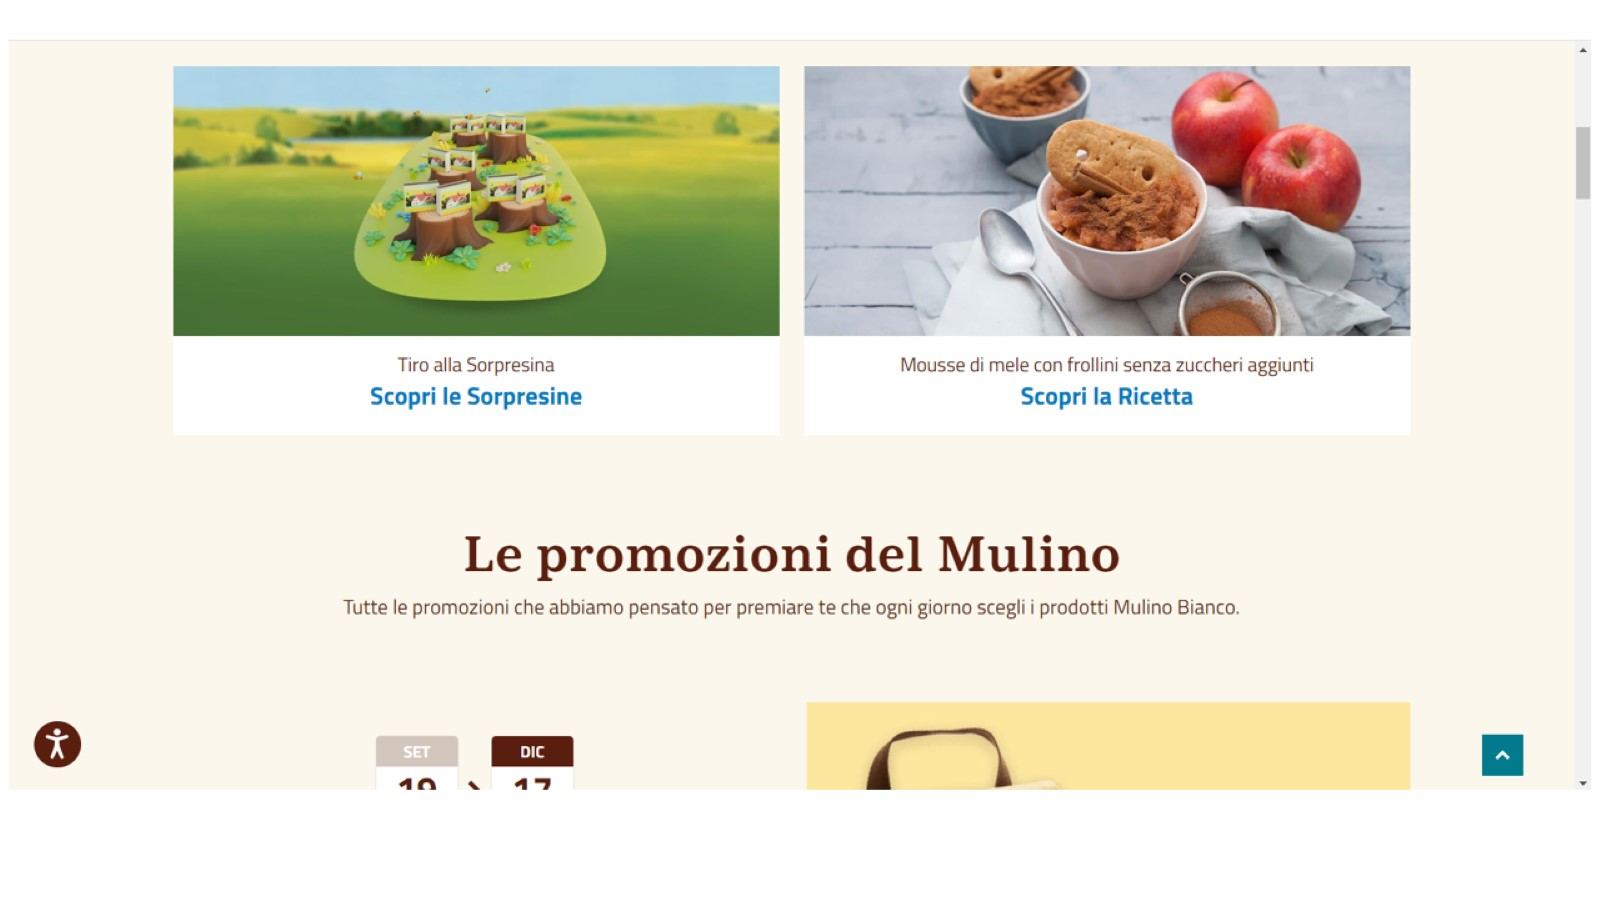 Tiro alla Sorpresina
Scopri le Sorpresine
Mousse di mele con frollini senza zuccheri aggiunti
Scopri la Ricetta
Le promozioni del Mulino
Tutte le promozioni che abbiamo pensato per premiare te che ogni giorno scegli i prodotti Mulino Bianco.
SET
DIC
19
17